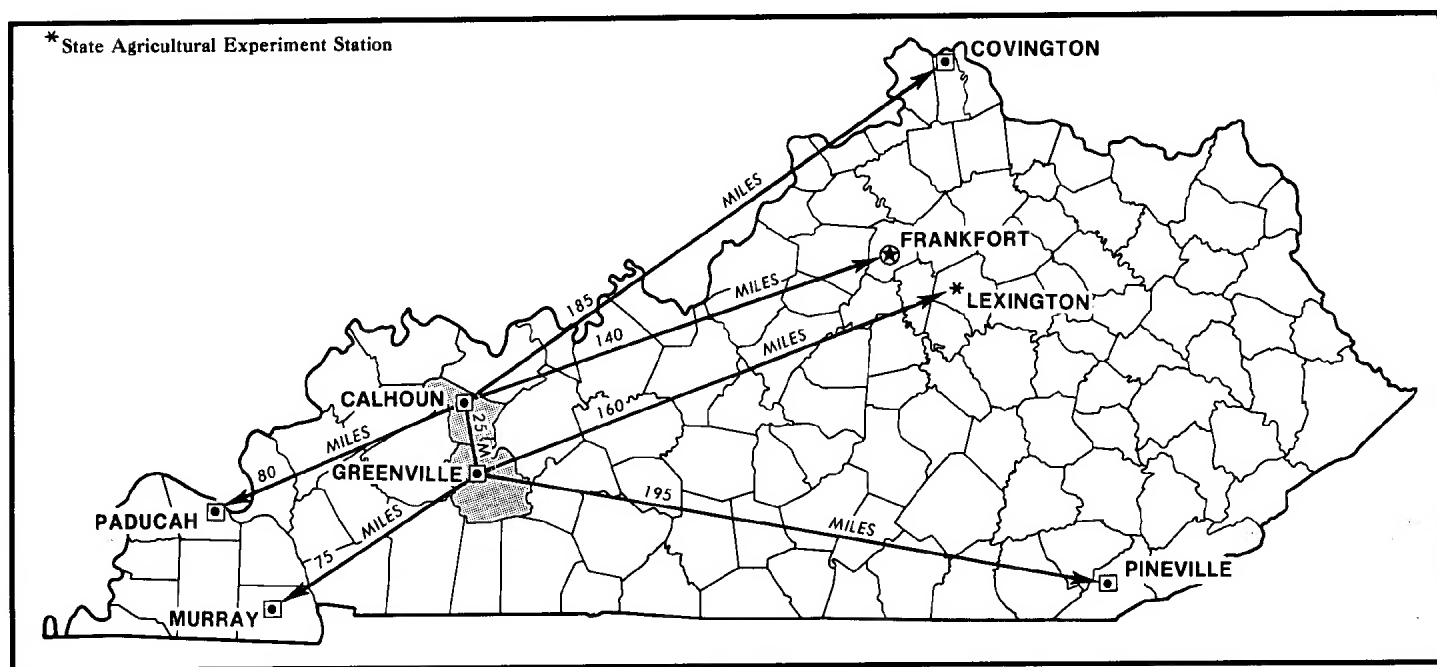 *State Agricultural Experiment Station
COVINGTON
MILES
FRANKFORT
MILES
LEXINGTON
185
140
MILES
CALHOUN
160
25 M
MILES
GREENVILLE
80
195
PADUCAH
MILES
MILES
75
PINEVILLE
MURRAY